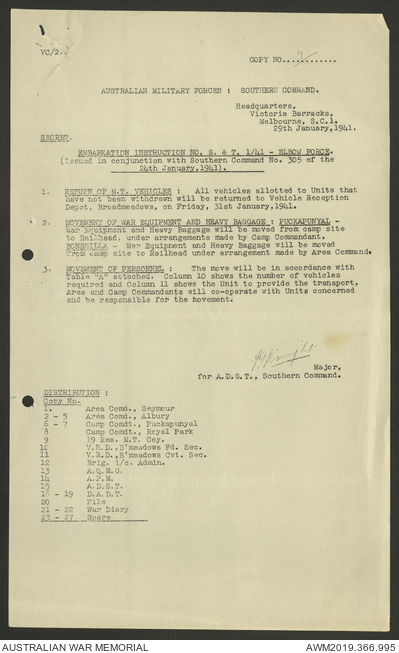 VC/2.
COPY NO.
AUSTRALIAN MILITARY FORCES : SOUTHERN COMMAND.
Headquarters,
Victoria Barracks,
Melbourne, S.C.1.
29th January, 1941.
SECRET.
EMBARKATION INSTRUCTION NO. S. & T. 1/41 - ELBOW FORCE.
(Issued in conjunction with Southern Command No. 305 of the
24th January, 1941).
1. RETURN OF M.T. VEHICLES : All vehicles allotted to Units that
have not been withdrawn will be returned to Vehicle Reception
Depot, Broadmeadows, on Friday, 31st January, 1941.
2. MOVEMENT OF WAR EQUIPMENT AND HEAVY BAGGAGE : PUCKAPUNYAL -
War Equipment and Heavy Baggage will be moved from camp site
to Railhead, under arrangements made by Camp Commandant.
BONEGILLA - War Equipment and Heavy Baggage will be moved
from camp site to Railhead under arrangement made by Area Command.
3. MOVEMENT OF PERSONNEL : The move will be in accordance with
Table "A" attached. Column 10 shows the number of vehicles
required and Column 11 shows the Unit to provide the transport.
Area and Camp Commandants will co-operate with Units concerned
and be responsible for the movement.
Major,
for A.D.S.T., Southern Command.
DISTRIBUTION :
Copy No.
1. Area Comd., Seymour
2 - 5 Area Comd., Albury
6 - 7 Camp Comdt., Puckapunyal
8 Camp Comdt., Royal Park
9 19 Res. M.T. Coy.
10 V.R.D., B'meadows Fd. Sec.
11 V.R.D., B'meadows Cvt. Sec.
12 Brig. i/c. Admin.
13 A.Q.M.G.
14 A.P.M.
15 A.D.S.T.
16 - 19 D.A.D.T.
20 File
21 - 22 War Diary
23 - 27 Spare
AUSTRALIAN WAR MEMORIAL
AWM2019.366.995